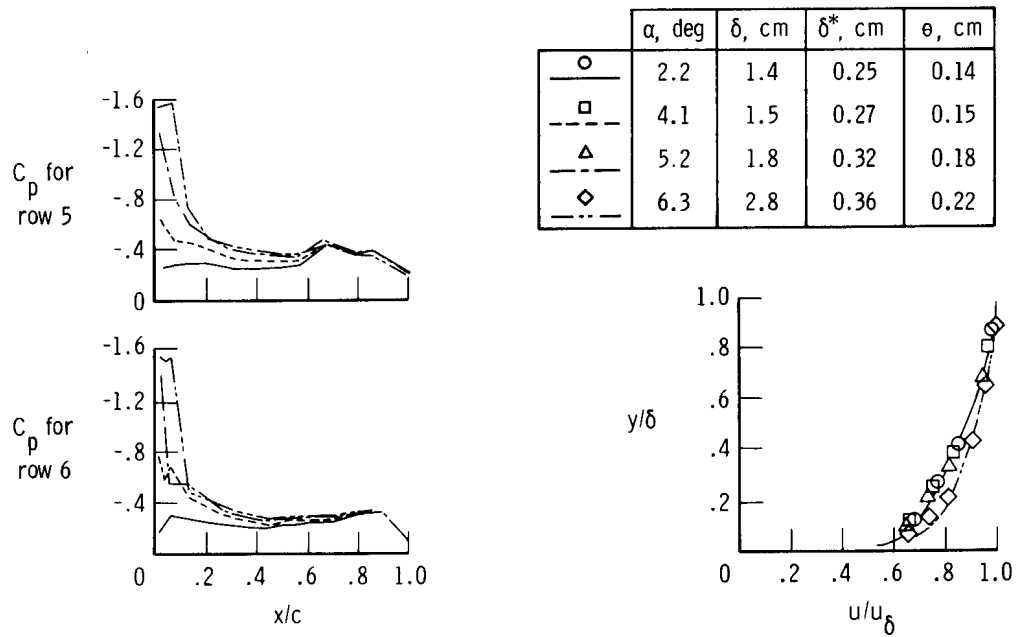 α, deg δ, cm δ*, cm θ, cm
2.2 1.4 0.25 0.14
4.1 1.5 0.27 0.15
5.2 1.8 0.32 0.18
6.3 2.8 0.36 0.22
-1.6
-1.2
-.8
-.4
0
Cp for
row 5
-1.6
-1.2
-.8
-.4
0 .2 .4 .6 .8 1.0
Cp for
row 6
x/c
1.0
.8
.6
.4
.2
0 .2 .4 .6 .8 1.0
y/δ
u/uδ